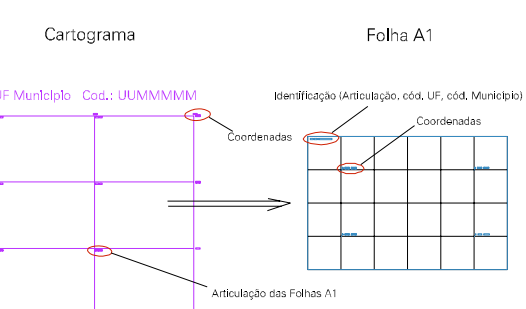 Cartograma
Folha A1
UF Município Cod.: UUMMMMM
Identificação (Articulação, cód, UF, cód, Município)
Coordenadas
Coordenadas
Articulação das Folhas A1